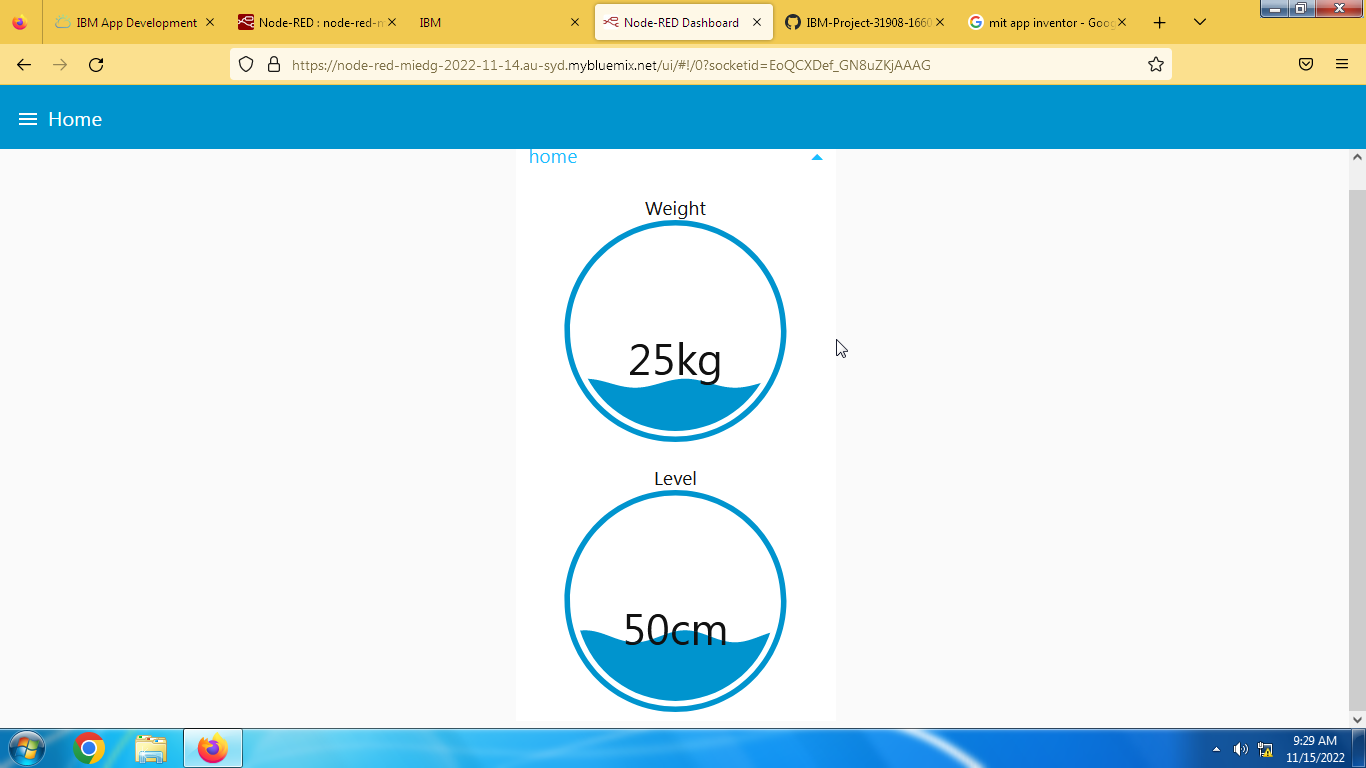 IBM App Development
Node-RED : node-red-m
IBM
Node-RED Dashboard
IBM-Project-31908-1660
mit app inventor - Goog
https://node-red-miedg-2022-11-14.au-syd.mybluemix.net/ui/#!/0?socketid=EoQCXDef_GN8uZKjAAAG
Home
home
Weight
25kg
Level
50cm
9:29 AM
11/15/2022